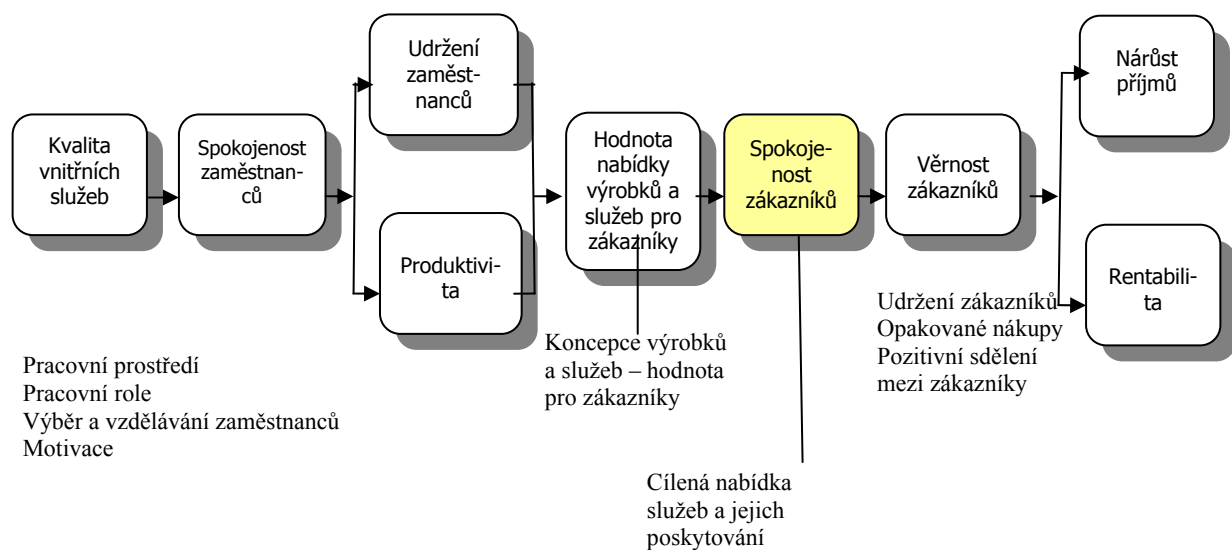 Kvalita
vnitřních
služeb
Spokojenost
zaměstnan-
ců
Udržení
zaměst-
nanců
Produktivi-
ta
Hodnota
nabídky
výrobků a
služeb pro
zákazníky
Spokoje-
nost
zákazníků
Věrnost
zákazníků
Nárůst
příjmů
Rentabili-
ta
Pracovní prostředí
Pracovní role
Výběr a vzdělávání zaměstnanců
Motivace
Koncepce výrobků
a služeb – hodnota
pro zákazníky
Cílená nabídka
služeb a jejich
poskytování
Udržení zákazníků
Opakované nákupy
Pozitivní sdělení
mezi zákazníky